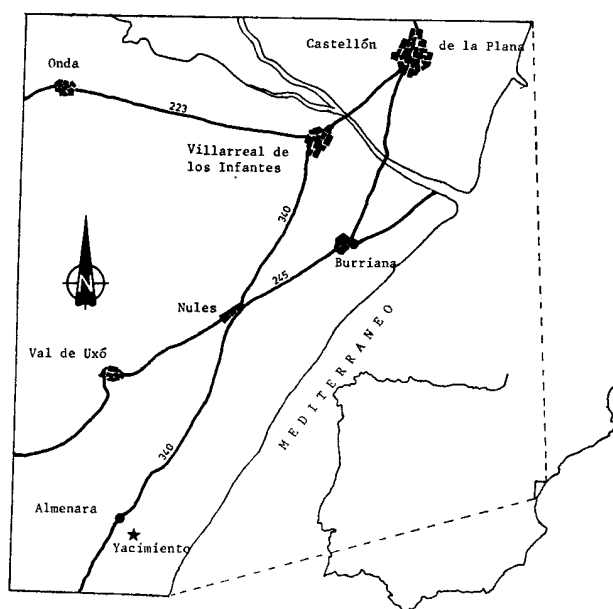 Castellón de la Plana
Onda
223
Villarreal de
los Infantes
340
245
Burriana
N
Nules
Val de Uxó
MEDITERRANEO
340
Almenara
Yacimiento